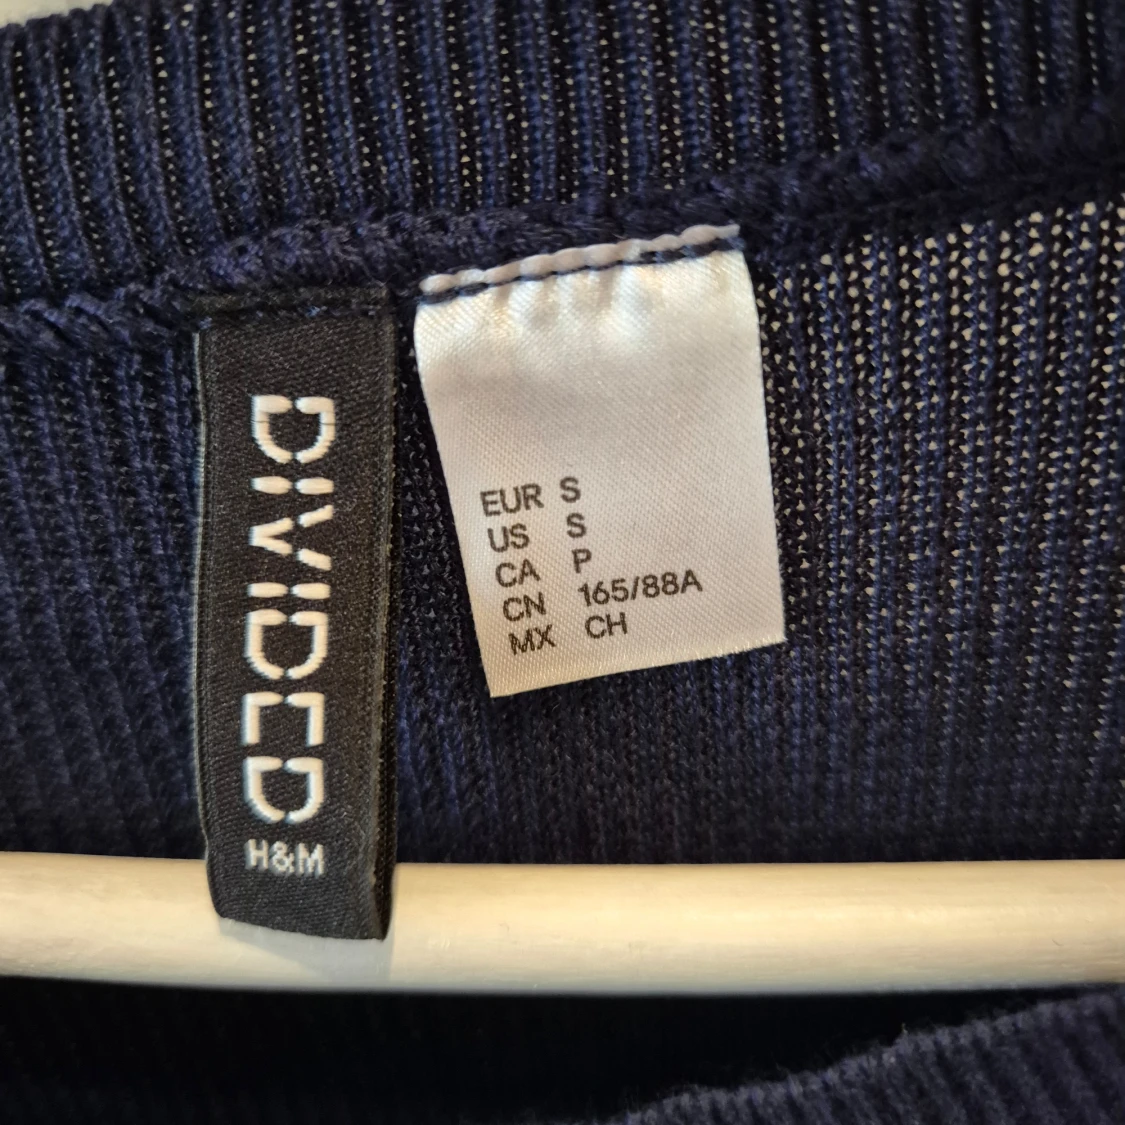 DIVIDED
H&M
EUR S
US S
CA P
CN 165/88A
MX CH